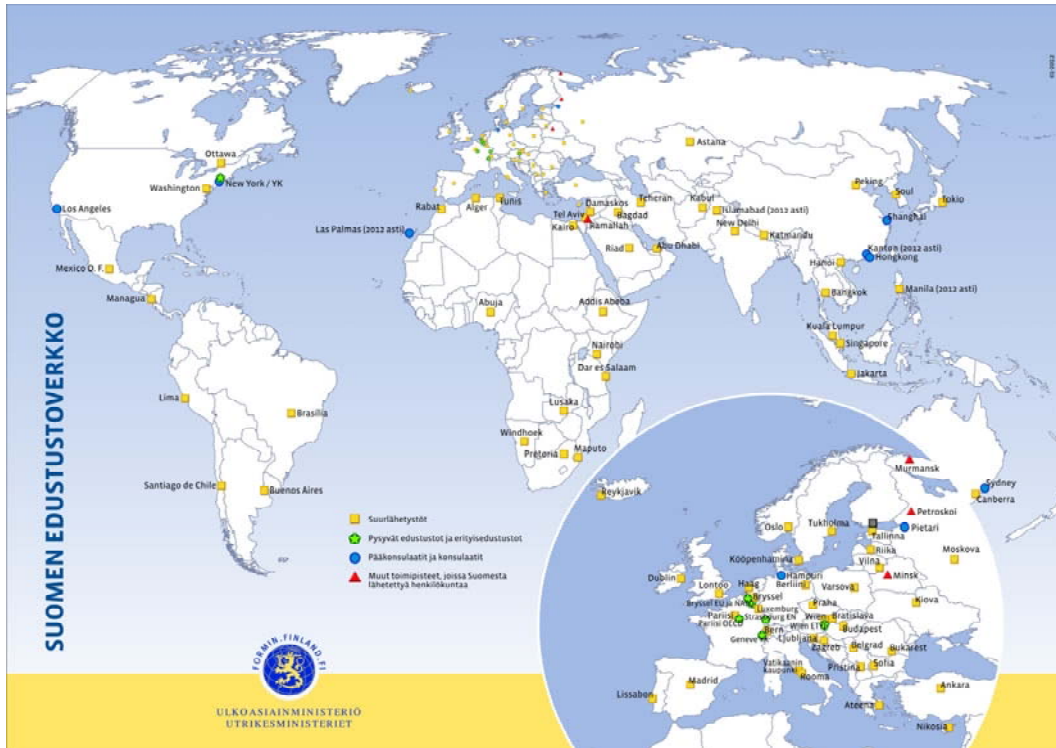 SUOMEN EDUSTUSTOVERKKO
Ottawa
Washington
New York / YK
Los Angeles
Mexico D. F.
Managua
Lima
Brasilia
Santiago de Chile
Buenos Aires
Las Palmas (2012 asti)
Rabat
Alger
Tunis
Tel Aviv
Kairo
Damaskos
Ramallah
Bagdad
Teheran
Riad
Abu Dhabi
Kabul
Islamabad (2012 asti)
New Delhi
Katmandu
Astana
Peking
Soul
Tokio
Shanghai
Kanton (2012 asti)
Hongkong
Hanoi
Bangkok
Manila (2012 asti)
Kuala Lumpur
Singapore
Jakarta
Abuja
Addis Abeba
Nairobi
Dar es Salaam
Lusaka
Windhoek
Pretoria
Maputo
Sydney
Canberra
Suurlähetystöt
Pysyvät edustustot ja erityisedustustot
Pääkonsulaatit ja konsulaatit
Muut toimipisteet, joissa Suomesta
lähetettyä henkilökuntaa
Reykjavik
Murmansk
Petroskoi
Pietari
Oslo
Tukholma
Tallinna
Riika
Vilna
Moskova
Kööpenhamina
Dublin
Lontoo
Haag
Hampuri
Berliin
Varsova
Minsk
Kiova
Bryssel
Bryssel EU ja NATO
Luxemburg
Praha
Pariisi
Pariisi OECD
Strasbourg EN
Wien
Wien ETYJ
Bratislava
Budapest
Bern
Geneve YK
Ljubljana
Zagreb
Belgrad
Bukarest
Vatikaanin
kaupunki
Rooma
Pristina
Sofia
Madrid
Lissabon
Ateena
Ankara
Nikosia
FORMIN.FINLAND.FI
ULKOASIAINMINISTERIÖ
UTRIKESMINISTERIET